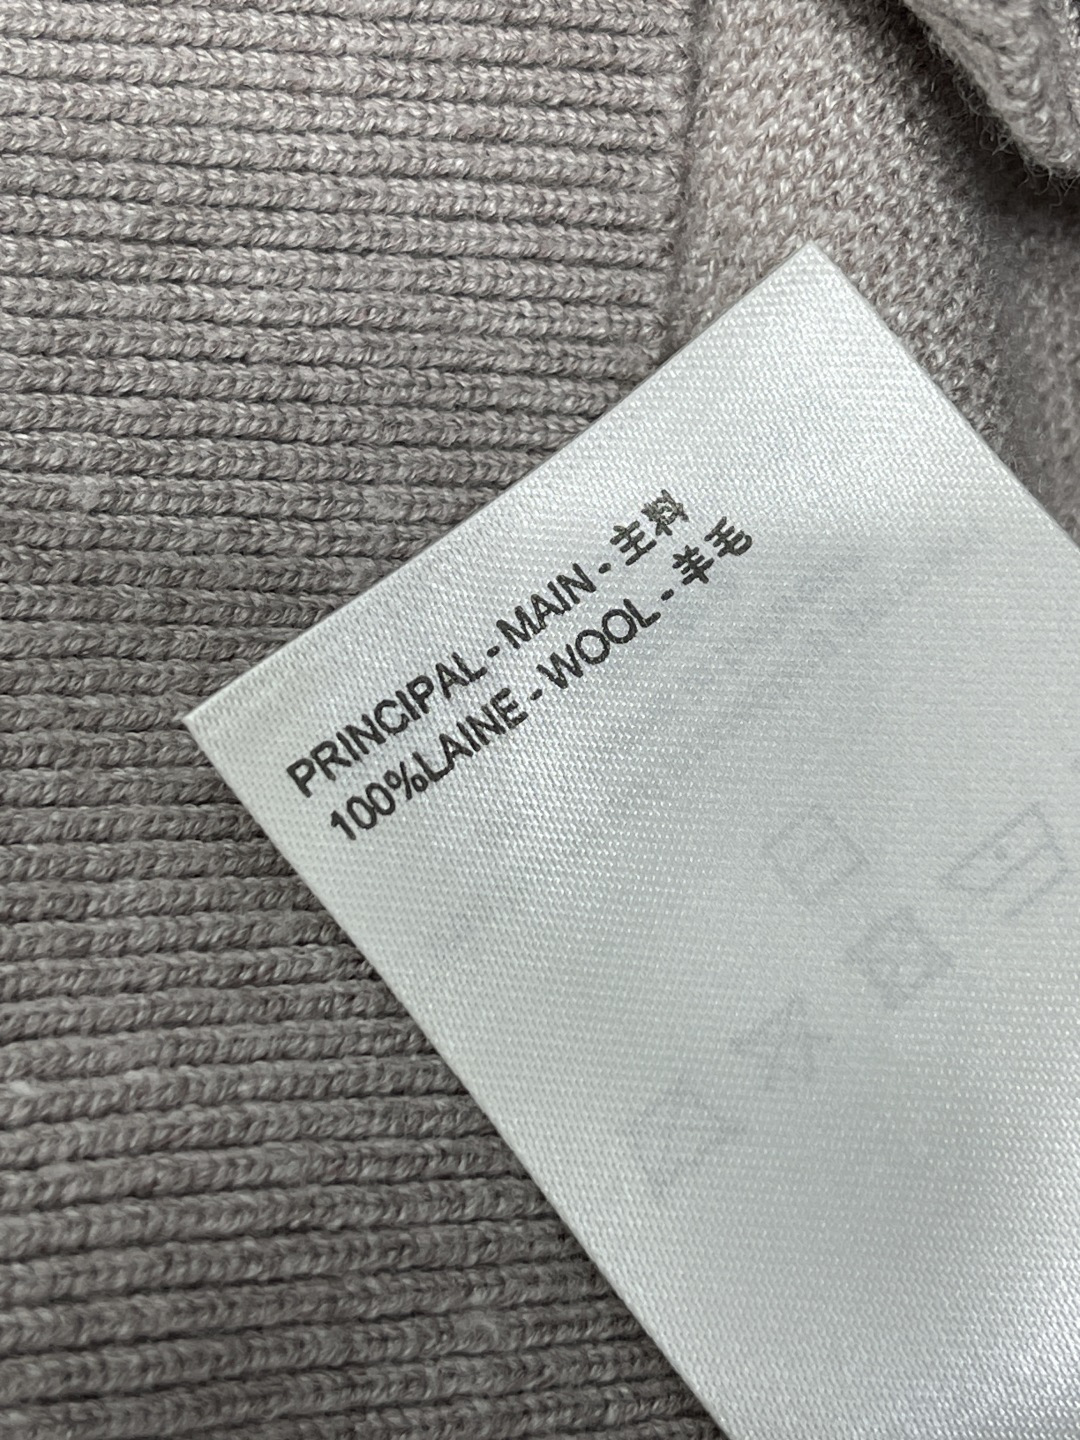 PRINCIPAL - MAIN - 主料
100%LAINE - WOOL - 羊毛